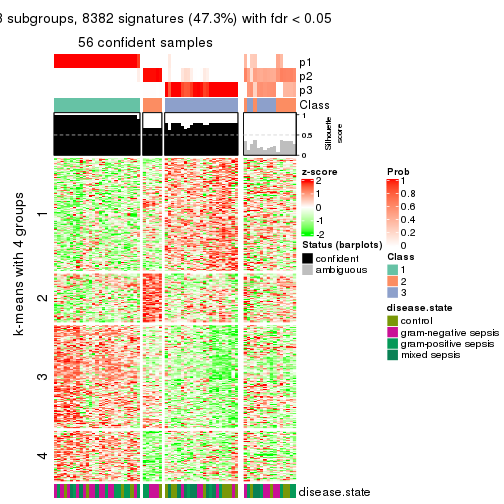 3 subgroups, 8382 signatures (47.3%) with fdr < 0.05
56 confident samples
p1
p2
p3
Class
1
0.5
0
Silhouette
score
k-means with 4 groups
1
2
3
4
z-score
2
1
0
-1
-2
Status (barplots)
confident
ambiguous
Prob
1
0.8
0.6
0.4
0.2
0
Class
1
2
3
disease.state
control
gram-negative sepsis
gram-positive sepsis
mixed sepsis
disease.state